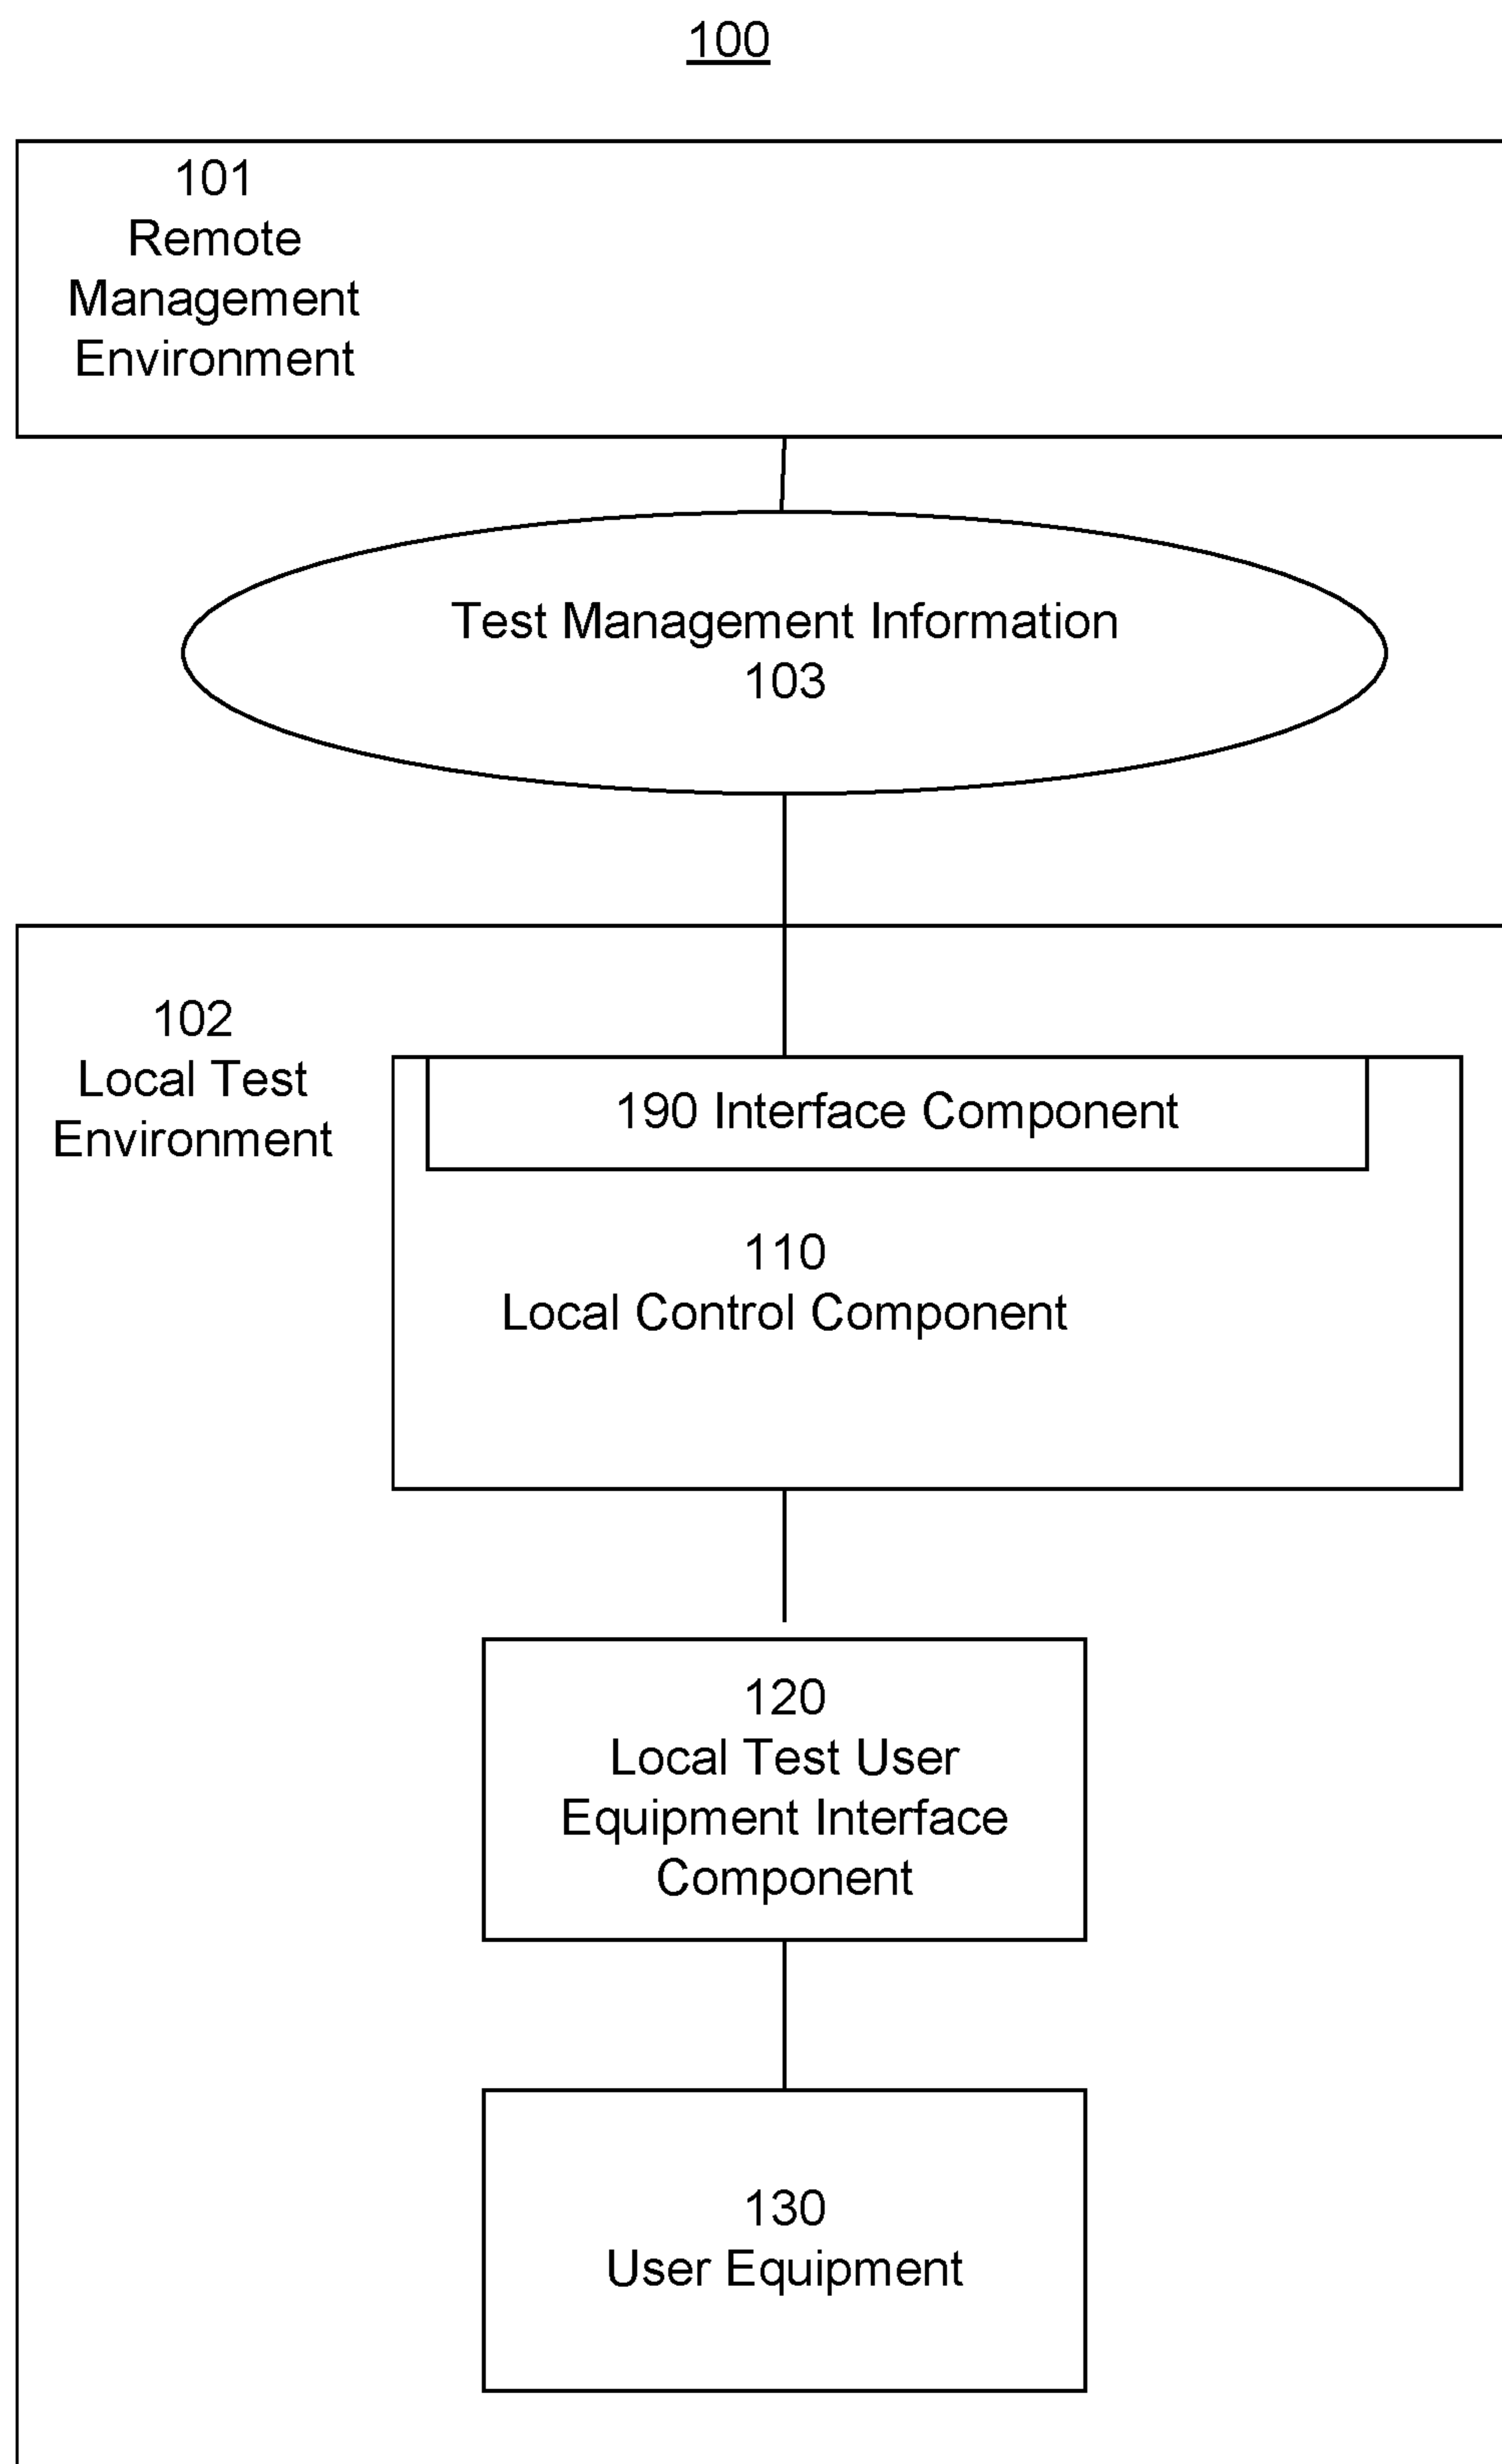 100
101
Remote
Management
Environment
Test Management Information
103
102
Local Test
Environment
190 Interface Component
110
Local Control Component
120
Local Test User
Equipment Interface
Component
130
User Equipment